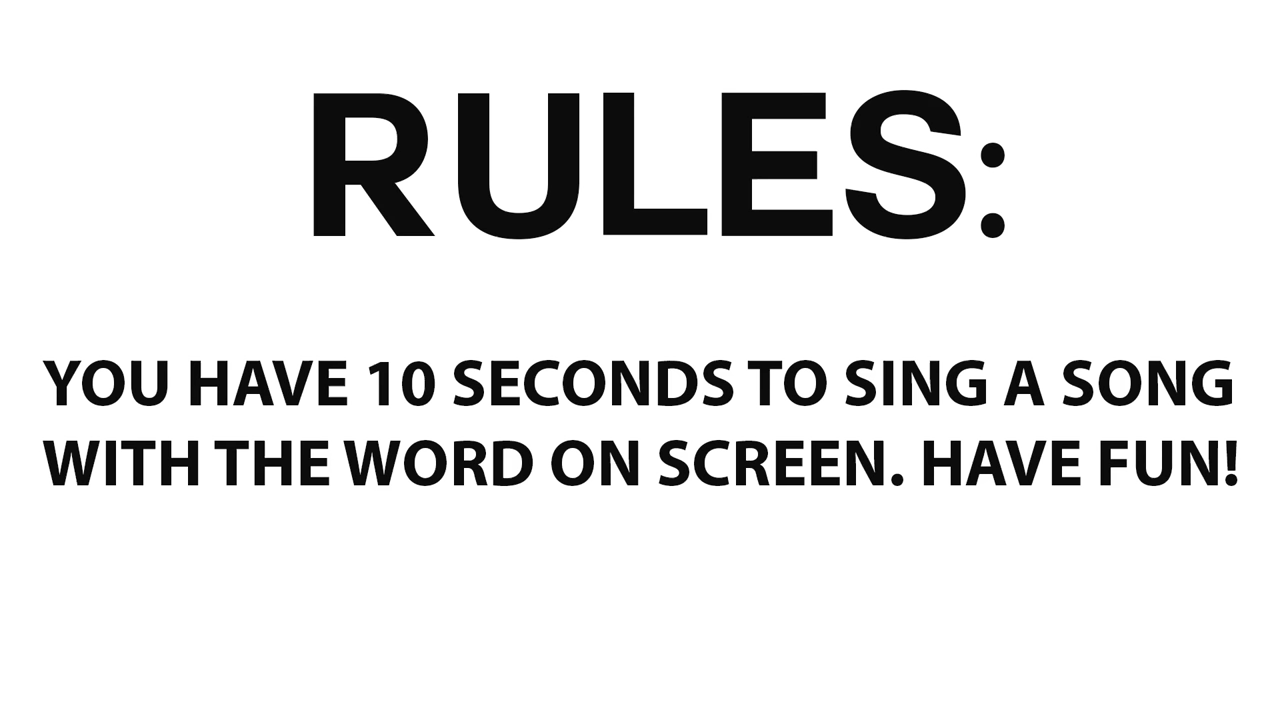 RULES:
YOU HAVE 10 SECONDS TO SING A SONG
WITH THE WORD ON SCREEN. HAVE FUN!